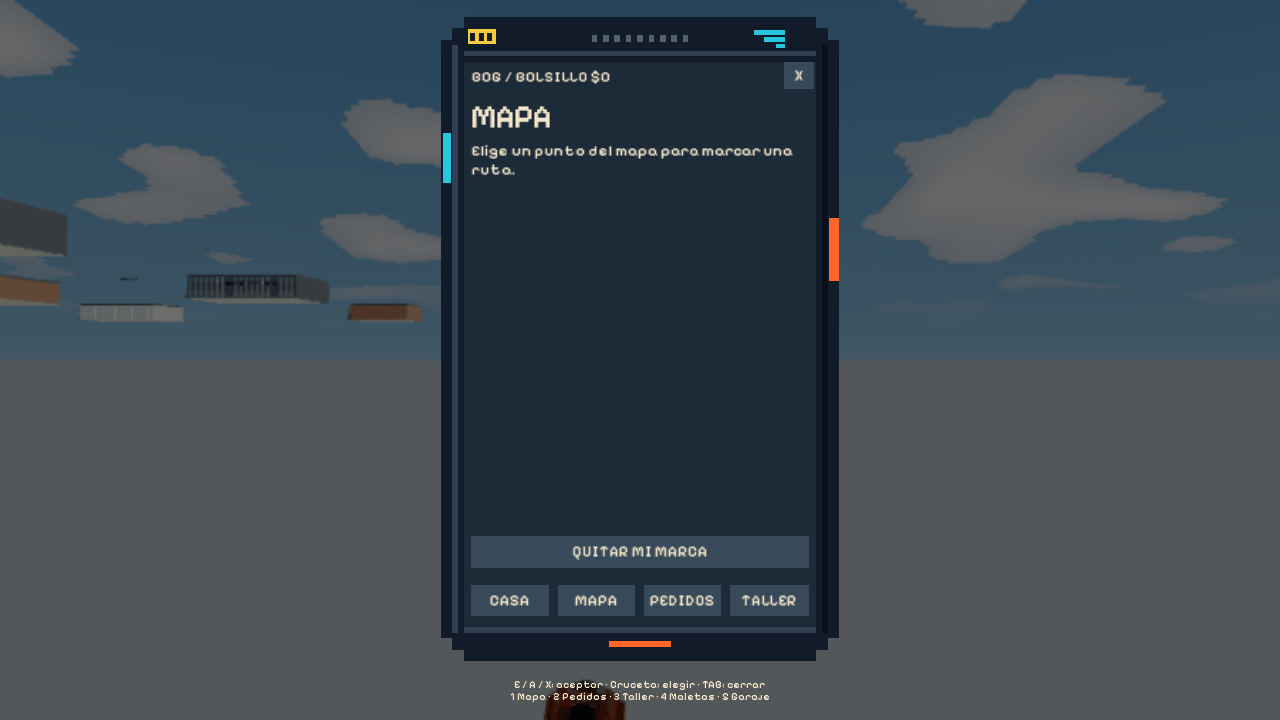 BOG / BOLSILLO $0
X
MAPA
Elige un punto del mapa para marcar una
ruta.
QUITAR MI MARCA
CASA
MAPA
PEDIDOS
TALLER
E / A / X: aceptar · Cruceta: elegir · TAB: cerrar
1 Mapa · 2 Pedidos · 3 Taller · 4 Maletas · 5 Garaje